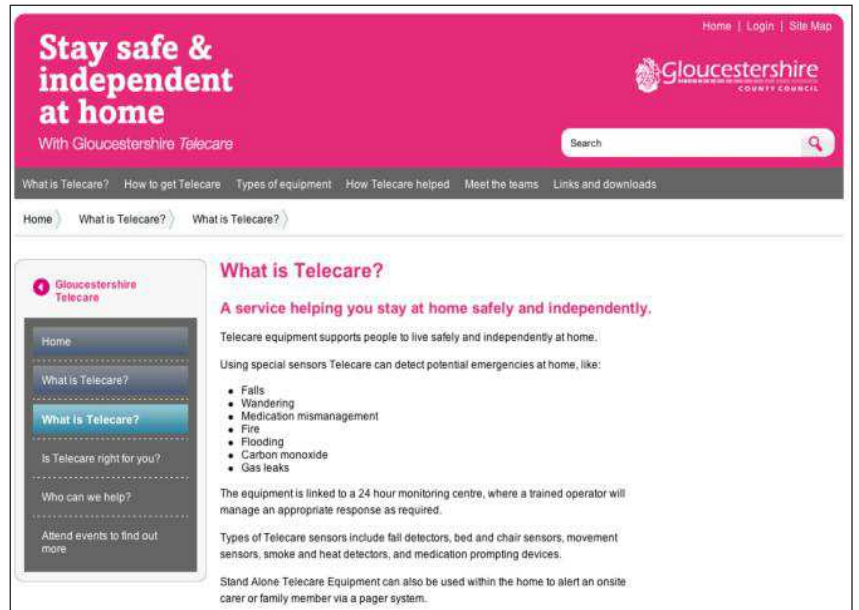 Home | Login | Site Map
Stay safe &
independent
at home
With Gloucestershire Telecare
Gloucestershire
COUNTY COUNCIL
Search
What is Telecare? How to get Telecare Types of equipment How Telecare helped Meet the teams Links and downloads
Home What is Telecare? What is Telecare?
Gloucestershire
Telecare
Home
What is Telecare?
What is Telecare?
Is Telecare right for you?
Who can we help?
Attend events to find out
more
What is Telecare?
A service helping you stay at home safely and independently.
Telecare equipment supports people to live safely and independently at home.
Using special sensors Telecare can detect potential emergencies at home, like:
• Falls
• Wandering
• Medication mismanagement
• Fire
• Flooding
• Carbon monoxide
• Gas leaks
The equipment is linked to a 24 hour monitoring centre, where a trained operator will
manage an appropriate response as required.
Types of Telecare sensors include fall detectors, bed and chair sensors, movement
sensors, smoke and heat detectors, and medication prompting devices.
Stand Alone Telecare Equipment can also be used within the home to alert an onsite
carer or family member via a pager system.